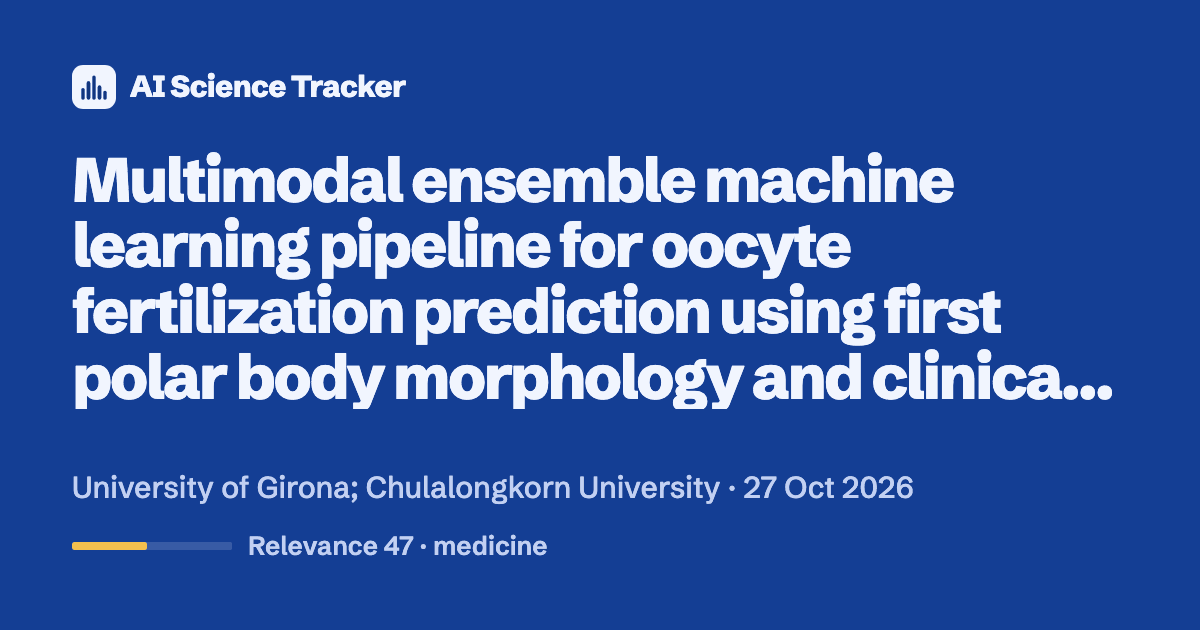 AI Science Tracker
Multimodal ensemble machine
learning pipeline for oocyte
fertilization prediction using first
polar body morphology and clinica...
University of Girona; Chulalongkorn University · 27 Oct 2026
Relevance 47 · medicine